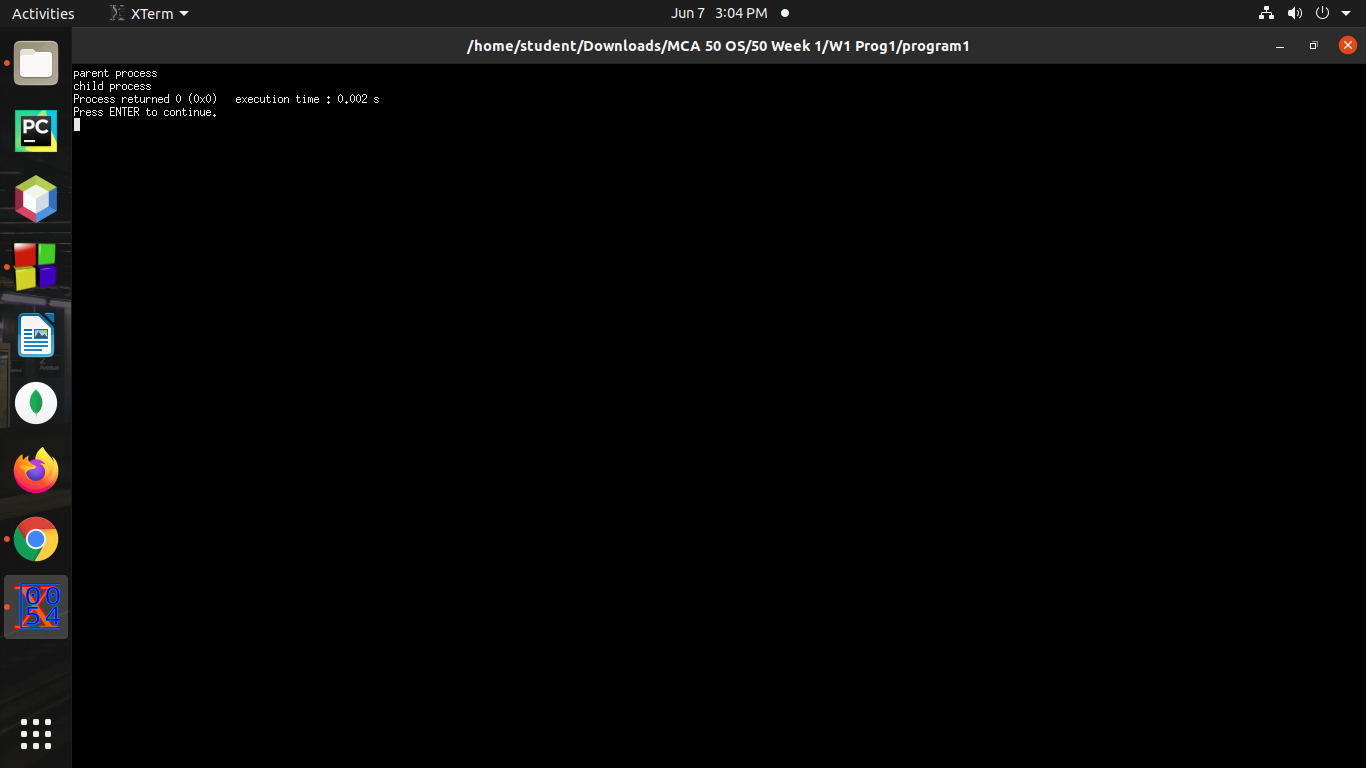 Activities XTerm Jun 7 3:04 PM
/home/student/Downloads/MCA 50 OS/50 Week 1/W1 Prog1/program1
parent process
child process
Process returned 0 (0x0) execution time : 0.002 s
Press ENTER to continue.
PC
00
54